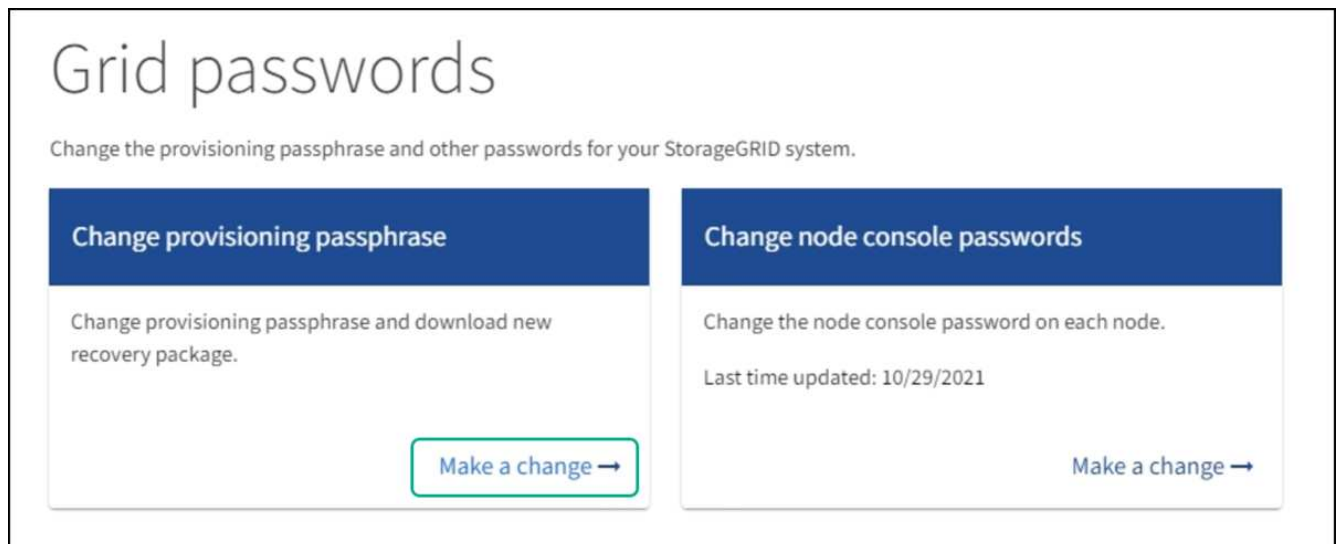 Grid passwords
Change the provisioning passphrase and other passwords for your StorageGRID system.
Change provisioning passphrase
Change provisioning passphrase and download new
recovery package.
Make a change →
Change node console passwords
Change the node console password on each node.
Last time updated: 10/29/2021
Make a change →